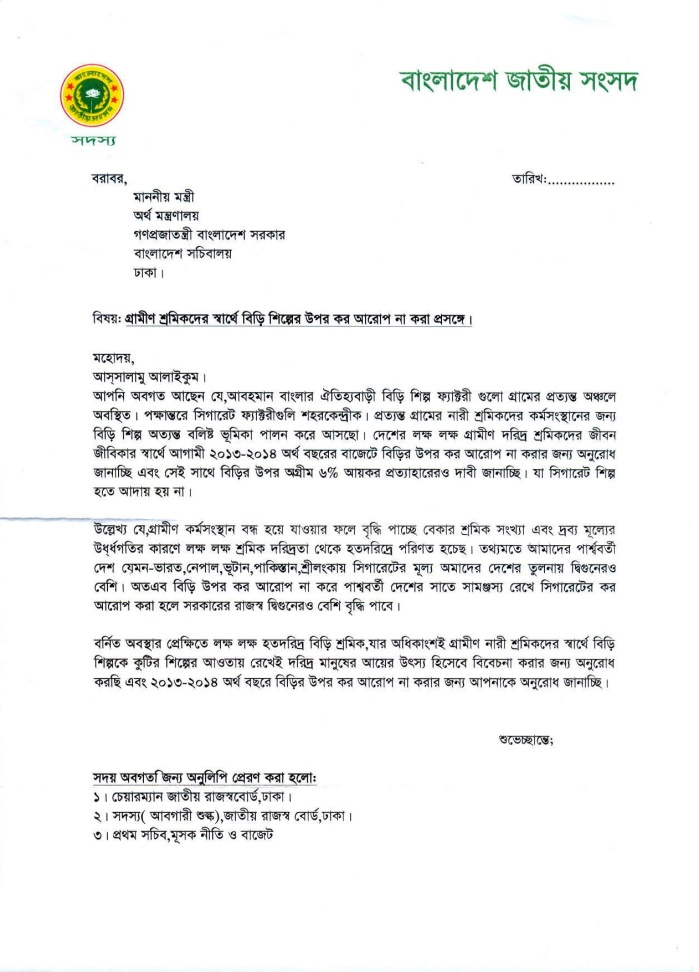 বাংলাদেশ জাতীয় সংসদ
বাংলাদেশ
জাতীয় সংসদ
সদস্য
বরাবর,
তারিখ:.................
মাননীয় মন্ত্রী
অর্থ মন্ত্রণালয়
গণপ্রজাতন্ত্রী বাংলাদেশ সরকার
বাংলাদেশ সচিবালয়
ঢাকা।
বিষয়: গ্রামীণ শ্রমিকদের স্বার্থে বিড়ি শিল্পের উপর কর আরোপ না করা প্রসঙ্গে।
মহোদয়,
আস্সালামু আলাইকুম।
আপনি অবগত আছেন যে,আবহমান বাংলার ঐতিহ্যবাড়ী বিড়ি শিল্প ফ্যাক্টরী গুলো গ্রামের প্রত্যন্ত অঞ্চলে
অবস্থিত। পক্ষান্তরে সিগারেট ফ্যাক্টরীগুলি শহরকেন্দ্রীক। প্রত্যন্ত গ্রামের নারী শ্রমিকদের কর্মসংস্থানের জন্য
বিড়ি শিল্প অত্যন্ত বলিষ্ট ভূমিকা পালন করে আসছো। দেশের লক্ষ লক্ষ গ্রামীণ দরিদ্র শ্রমিকদের জীবন
জীবিকার স্বার্থে আগামী ২০১৩-২০১৪ অর্থ বছরের বাজেটে বিড়ির উপর কর আরোপ না করার জন্য অনুরোধ
জানাচ্ছি এবং সেই সাথে বিড়ির উপর অগ্রীম ৬% আয়কর প্রত্যাহারেরও দাবী জানাচ্ছি। যা সিগারেট শিল্প
হতে আদায় হয় না।
উল্লেখ্য যে,গ্রামীণ কর্মসংস্থান বন্ধ হয়ে যাওয়ার ফলে বৃদ্ধি পাচ্ছে বেকার শ্রমিক সংখ্যা এবং দ্রব্য মূল্যের
উর্ধ্বগতির কারণে লক্ষ লক্ষ শ্রমিক দরিদ্রতা থেকে হতদরিদ্রে পরিণত হচেছ। তথ্যমতে আমাদের পার্শ্ববর্তী
দেশ যেমন-ভারত,নেপাল,ভূটান,পাকিস্তান,শ্রীলংকায় সিগারেটের মূল্য অমাদের দেশের তুলনায় দ্বিগুনেরও
বেশি। অতএব বিড়ি উপর কর আরোপ না করে পাশ্ববর্তী দেশের সাতে সামঞ্জস্য রেখে সিগারেটের কর
আরোপ করা হলে সরকারের রাজস্ব দ্বিগুনেরও বেশি বৃদ্ধি পাবে।
বর্নিত অবস্থার প্রেক্ষিতে লক্ষ লক্ষ হতদরিদ্র বিড়ি শ্রমিক,যার অধিকাংশই গ্রামীণ নারী শ্রমিকদের স্বার্থে বিড়ি
শিল্পকে কুটির শিল্পের আওতায় রেখেই দরিদ্র মানুষের আয়ের উৎস্য হিসেবে বিবেচনা করার জন্য অনুরোধ
করছি এবং ২০১৩-২০১৪ অর্থ বছরে বিড়ির উপর কর আরোপ না করার জন্য আপনাকে অনুরোধ জানাচ্ছি।
শুভেচ্ছান্তে;
সদয় অবগতি জন্য অনুলিপি প্রেরণ করা হলো:
১। চেয়ারম্যান জাতীয় রাজস্ববোর্ড,ঢাকা।
২। সদস্য( আবগারী শুল্ক),জাতীয় রাজস্ব বোর্ড,ঢাকা।
৩। প্রথম সচিব,মূসক নীতি ও বাজেট